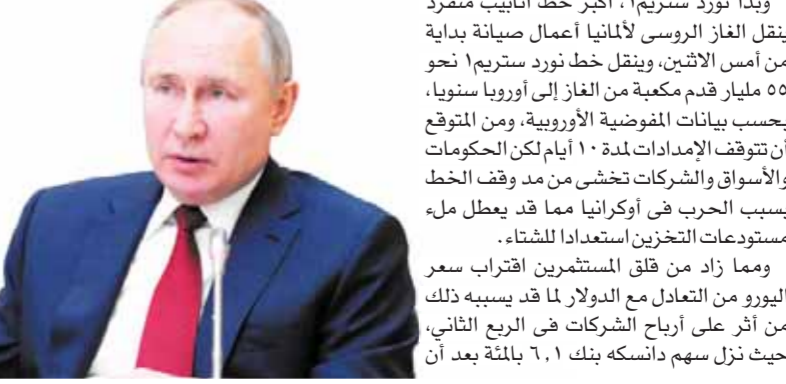 وبدأ نورد ستريم١، أكبر خط أنابيب منفرد
ينقل الغاز الروسى لألمانيا أعمال صيانة بداية
من أمس الاثنين، وينقل خط نورد ستريم١ نحو
٥٥ مليار قدم مكعبة من الغاز إلى أوروبا سنويا،
بحسب بيانات المفوضية الأوروبية، ومن المتوقع
أن تتوقف الإمدادات لمدة ١٠ أيام لكن الحكومات
والأسواق والشركات تخشى من مد وقف الخط
بسبب الحرب فى أوكرانيا مما قد يعطل ملء
مستودعات التخزين استعدادا للشتاء.
ومما زاد من قلق المستثمرين اقتراب سعر
اليورو من التعادل مع الدولار لما قد يسببه ذلك
من أثر على أرباح الشركات فى الربع الثاني،
حيث نزل سهم دانسكه بنك ٦,١ بالمئة بعد أن